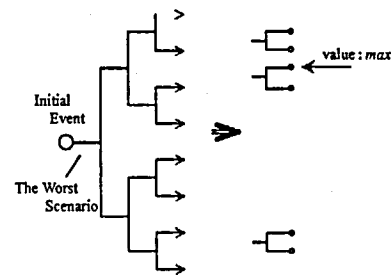 value : max
Initial
Event
The Worst
Scenario